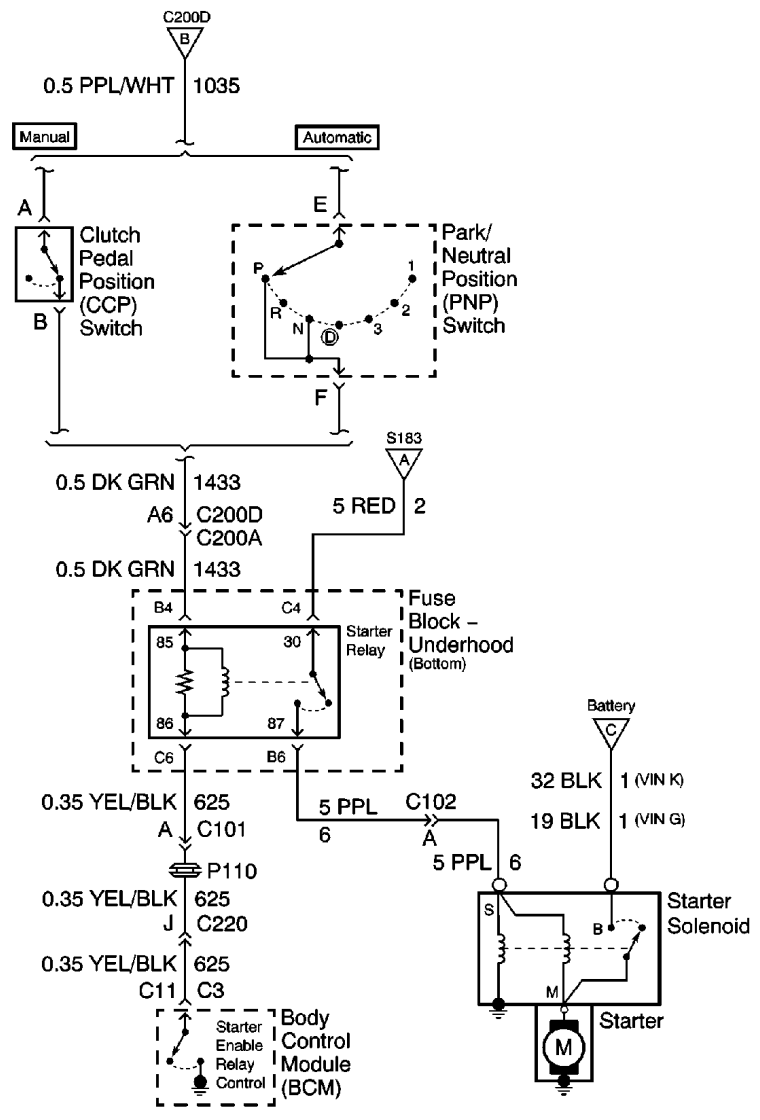 C200D
B
0.5 PPL/WHT 1035
Manual
Automatic
A
E
Clutch
Pedal
Position
(CCP)
Switch
B
P
R
N
D
3
2
1
Park/
Neutral
Position
(PNP)
Switch
F
S183
A
0.5 DK GRN 1433
5 RED 2
A6 C200D
C200A
0.5 DK GRN 1433
Fuse
Block –
Underhood
(Bottom)
B4
C4
85
30
Starter
Relay
86
87
C6
B6
Battery
C
32 BLK 1 (VIN K)
19 BLK 1 (VIN G)
0.35 YEL/BLK 625
5 PPL
6
C102
A
A C101
5 PPL 6
P110
0.35 YEL/BLK 625
J C220
S
B
M
Starter
Solenoid
0.35 YEL/BLK 625
C11 C3
Starter
Enable
Relay
Control
Body
Control
Module
(BCM)
Starter
M